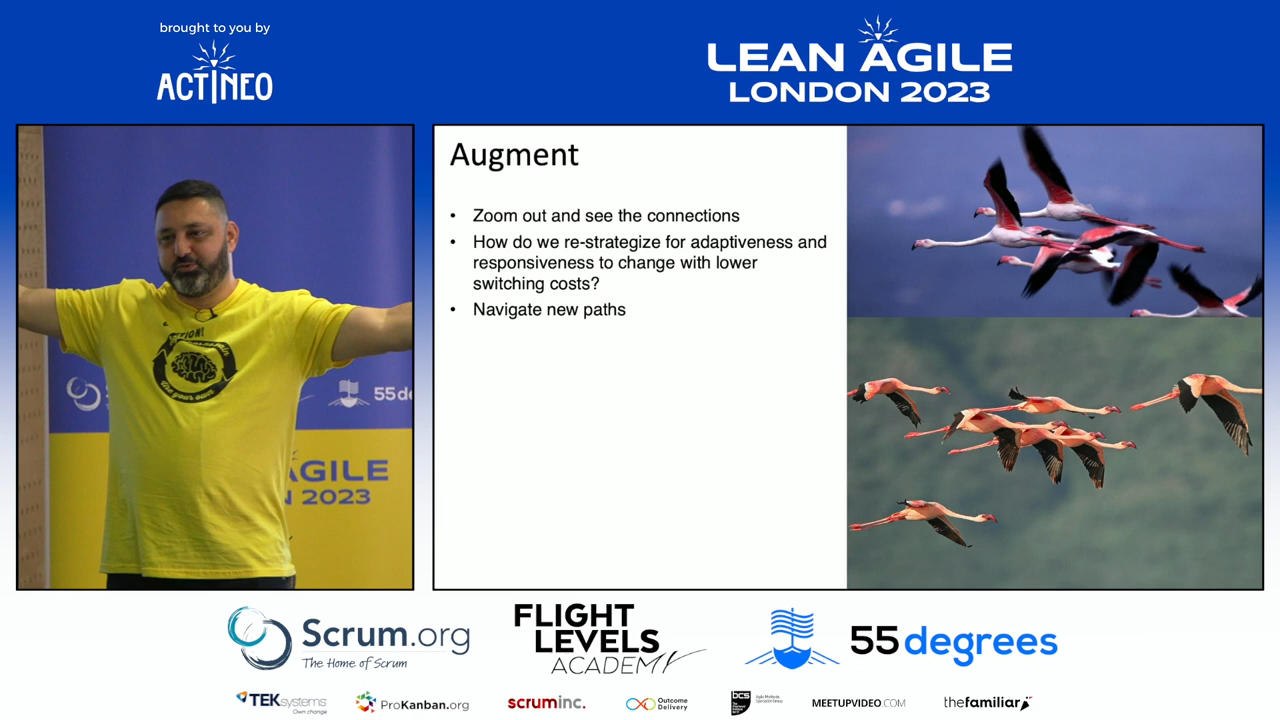 brought to you by
ACTINEO
LEAN AGILE
LONDON 2023
Augment
• Zoom out and see the connections
• How do we re-strategize for adaptiveness and
responsiveness to change with lower
switching costs?
• Navigate new paths
55de
AGILE
N 2023
Scrum.org
The Home of Scrum
FLIGHT
LEVELS
ACADEMY
55degrees
TEKsystems
Own change
ProKanban.org
scruminc.
Outcome
Delivery
bcs
MEETUPVIDEO.COM
thefamiliar